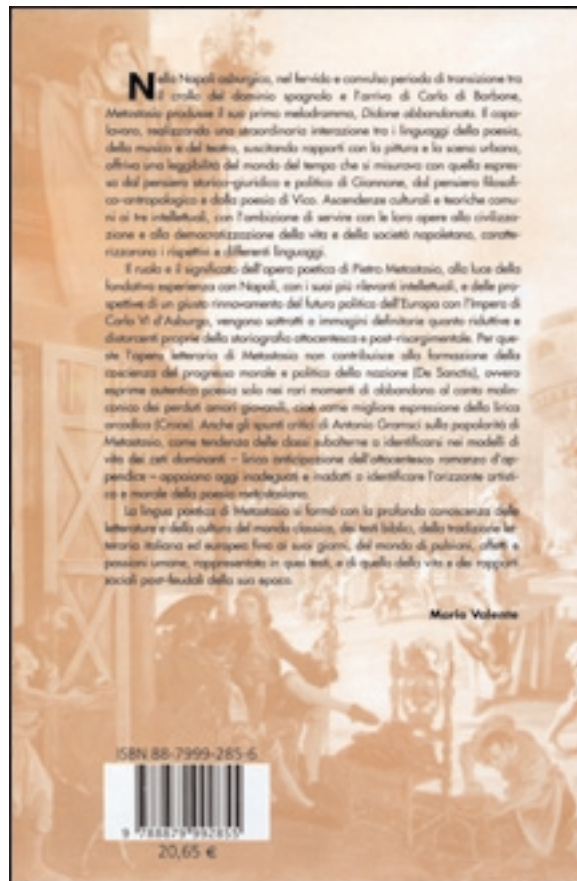 Nella Napoli asburgica, nel fervido e convulso periodo di transizione tra
il crollo del dominio spagnolo e l'arrivo di Carlo di Borbone,
Metastasio produsse il suo primo melodramma, Didone abbandonata. Il capo-
lavoro, realizzando una straordinaria interazione tra i linguaggi della poesia,
della musica e del teatro, suscitando rapporti con la pittura e la scena urbana,
offriva una leggibilità del mondo del tempo che si misurava con quella espres-
sa dal pensiero storico-giuridico e politico di Giannone, dal pensiero filosofi-
co-antropologico e dalla poesia di Vico. Ascendenze culturali e teoriche comu-
ni ai tre intellettuali, con l'ambizione di servire con le loro opere alla civilizza-
zione e alla democratizzazione della vita e della società napoletana, caratte-
rizzarono i rispettivi e differenti linguaggi.
Il ruolo e il significato dell'opera poetica di Pietro Metastasio, alla luce della
fondativa esperienza con Napoli, con i suoi più rilevanti intellettuali, e delle pro-
spettive di un giusto rinnovamento del futuro politico dell'Europa con l'Impero di
Carlo VI d'Asburgo, vengono sottratti a immagini definitorie quanto riduttive e
distorcenti proprie della storiografia ottocentesca e post-risorgimentale. Per que-
ste l'opera letteraria di Metastasio non contribuisce alla formazione della
coscienza del progresso morale e politico della nazione (De Sanctis), ovvero
esprime autentica poesia solo nei rari momenti di abbandono al canto malin-
conico dei perduti amori giovanili, cioè come migliore espressione della lirica
arcadica (Croce). Anche gli spunti critici di Antonio Gramsci sulla popolarità di
Metastasio, come tendenza delle classi subalterne a identificarsi nei modelli di
vita dei ceti dominanti – lirica anticipazione dell'ottocentesco romanzo d'ap-
pendice – appaiono oggi inadeguati e inadatti a identificare l'orizzonte artisti-
co e morale della poesia metastasiana.
La lingua poetica di Metastasio si formò con la profonda conoscenza delle
letterature e della cultura del mondo classico, dei testi biblici, della tradizione let-
teraria italiana ed europea fino ai suoi giorni, del mondo di pulsioni, affetti e
passioni umane, rappresentato in quei testi, e di quello della vita e dei rapporti
sociali post-feudali della sua epoca.
Mario Valente
ISBN 88-7999-285-6
9 788879 992855
20,65 €